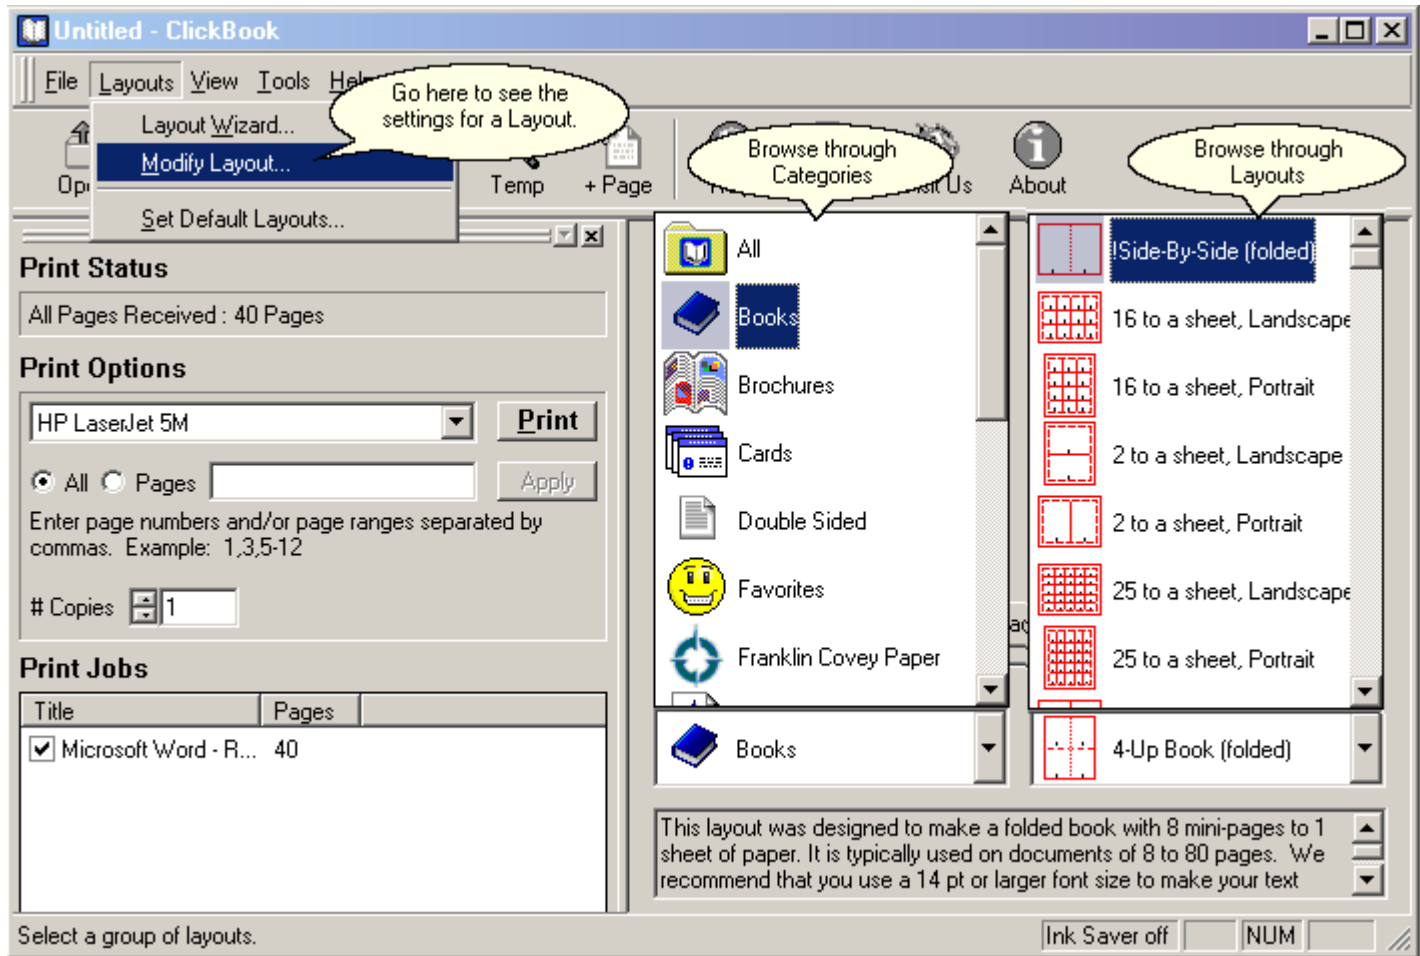 Untitled - ClickBook
File Layouts View Tools
Go here to see the
settings for a Layout.
Layout Wizard...
Modify Layout...
Set Default Layouts...
Temp
+ Page
Browse through
Categories
Us
About
Browse through
Layouts
Print Status
All Pages Received : 40 Pages
Print Options
HP LaserJet 5M
Print
All
Pages
Apply
Enter page numbers and/or page ranges separated by
commas. Example: 1,3,5-12
# Copies
1
Print Jobs
Title
Pages
Microsoft Word - R...
40
All
Books
Brochures
Cards
Double Sided
Favorites
Franklin Covey Paper
Books
!Side-By-Side (folded)
16 to a sheet, Landscape
16 to a sheet, Portrait
2 to a sheet, Landscape
2 to a sheet, Portrait
25 to a sheet, Landscape
25 to a sheet, Portrait
4-Up Book (folded)
This layout was designed to make a folded book with 8 mini-pages to 1
sheet of paper. It is typically used on documents of 8 to 80 pages. We
recommend that you use a 14 pt or larger font size to make your text
Select a group of layouts.
Ink Saver off
NUM